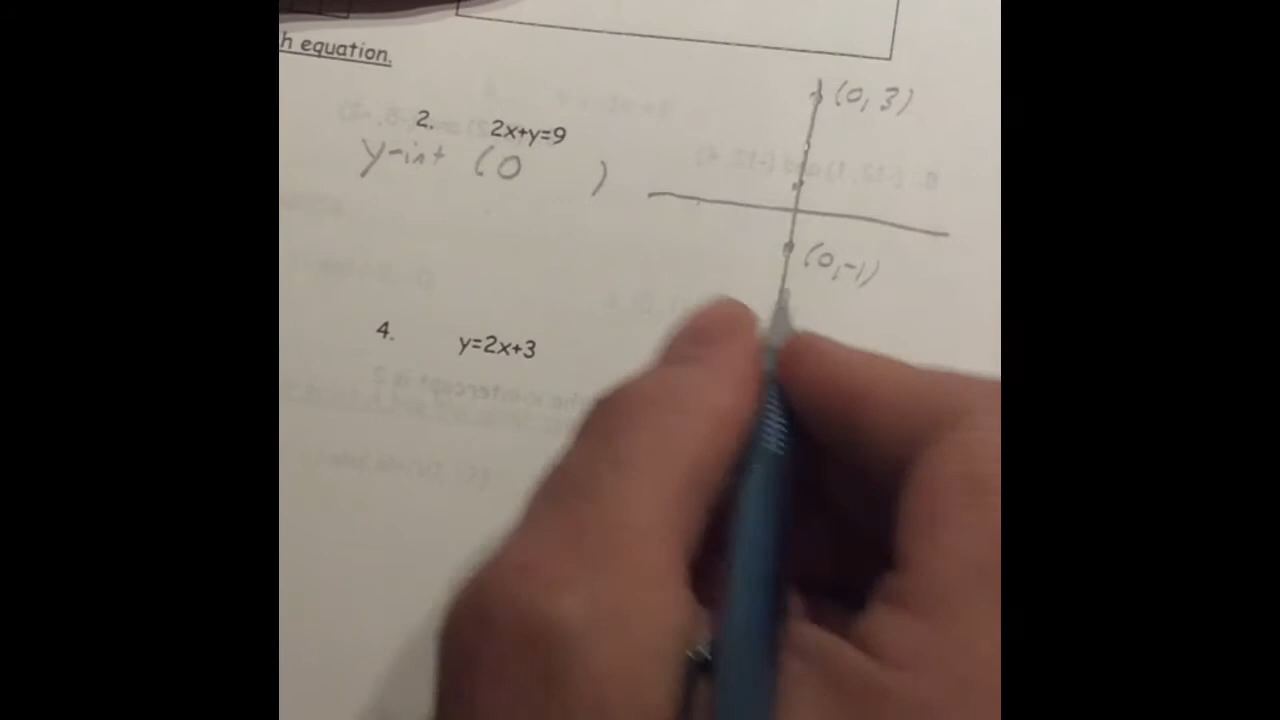 h equation.
(0, 3)
2. 2x+y=9
y-int (0 )
(0,-1)
4. y=2x+3